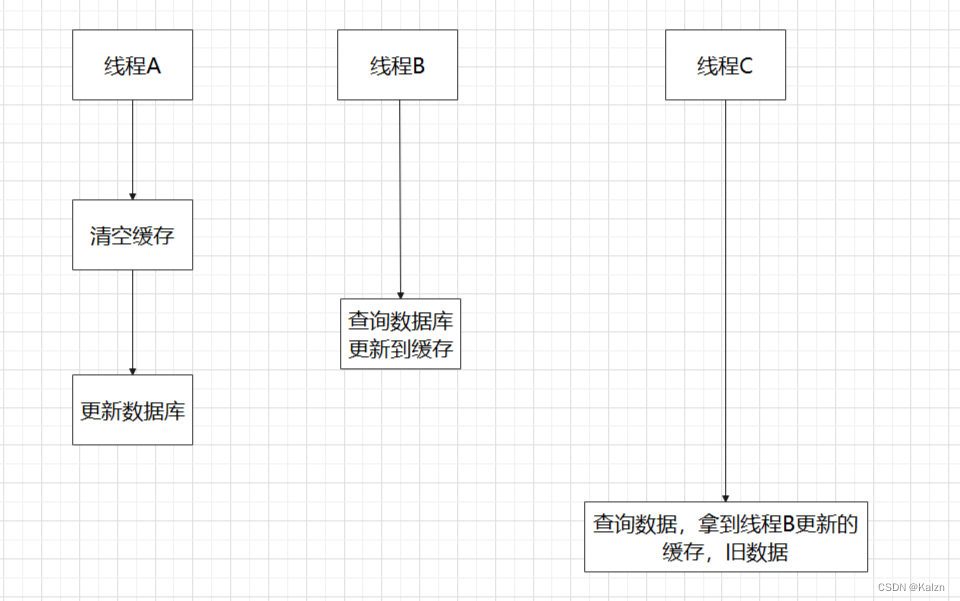 线程A
线程B
线程C
清空缓存
查询数据库
更新到缓存
更新数据库
查询数据，拿到线程B更新的
缓存，旧数据
CSDN @Kalzn